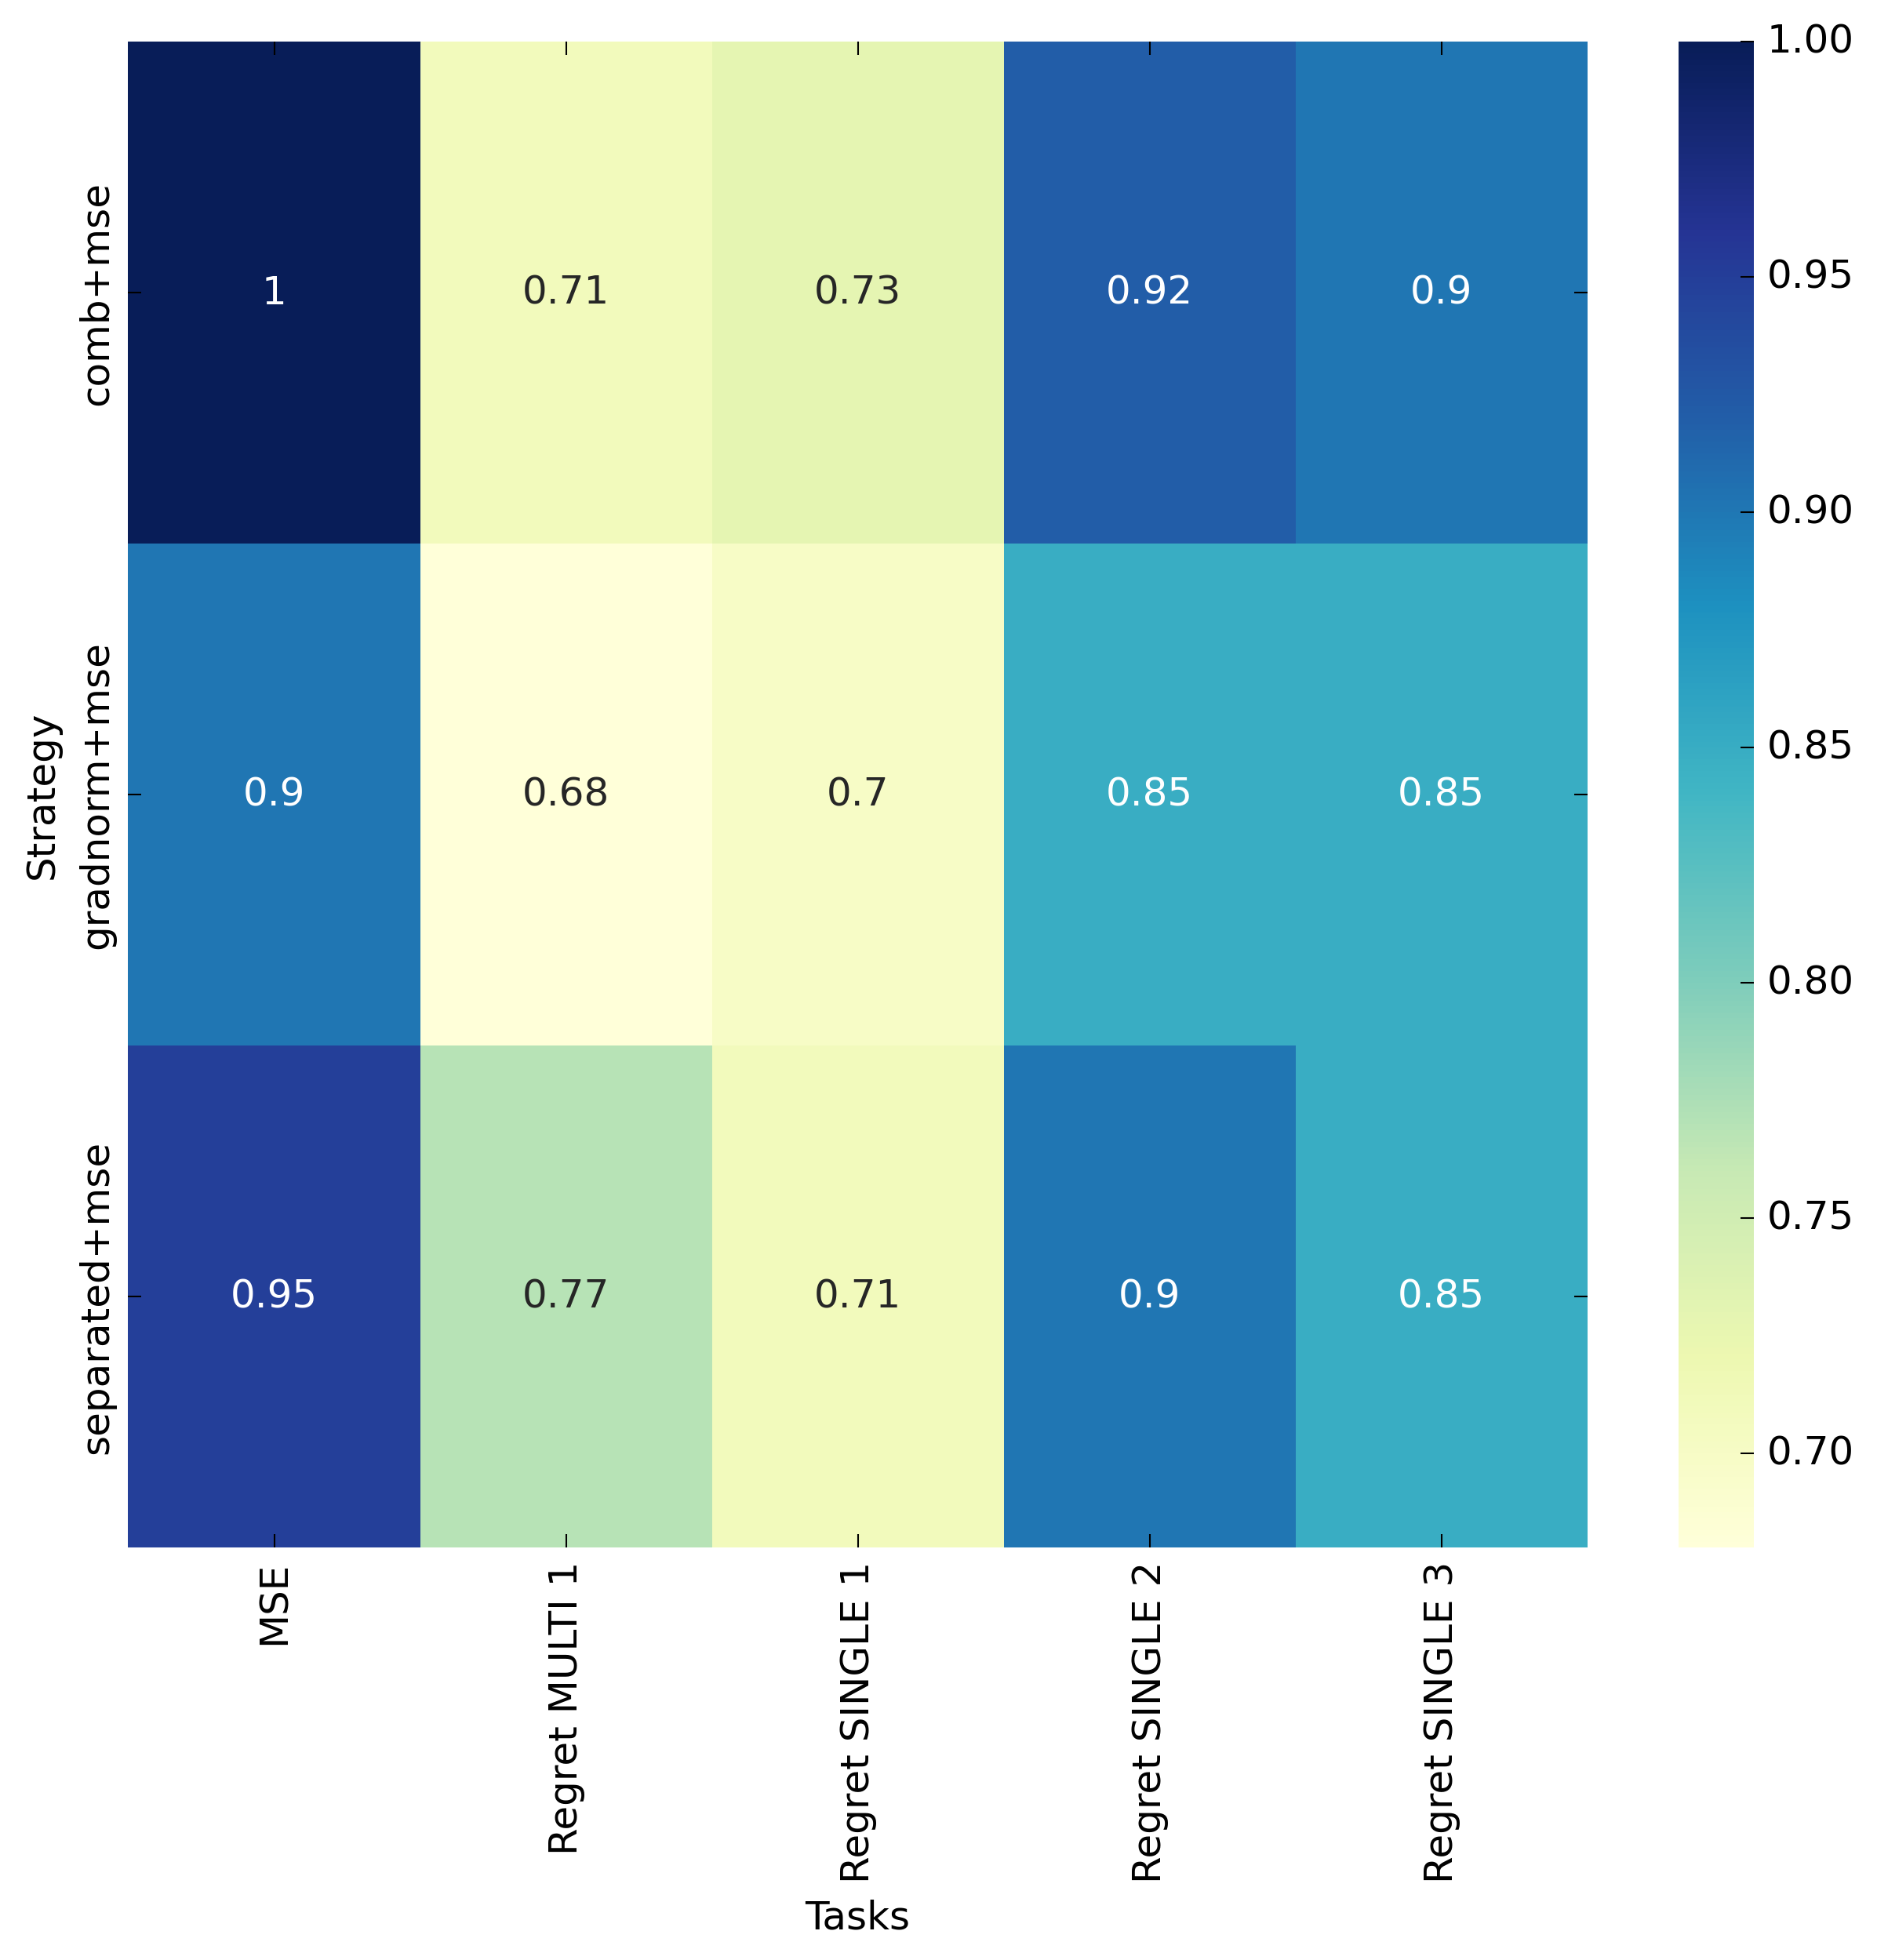 Strategy
comb+mse
gradnorm+mse
separated+mse
1 0.71 0.73 0.92 0.9
0.9 0.68 0.7 0.85 0.85
0.95 0.77 0.71 0.9 0.85
MSE
Regret MULTI 1
Regret SINGLE 1
Regret SINGLE 2
Regret SINGLE 3
Tasks
1.00
0.95
0.90
0.85
0.80
0.75
0.70